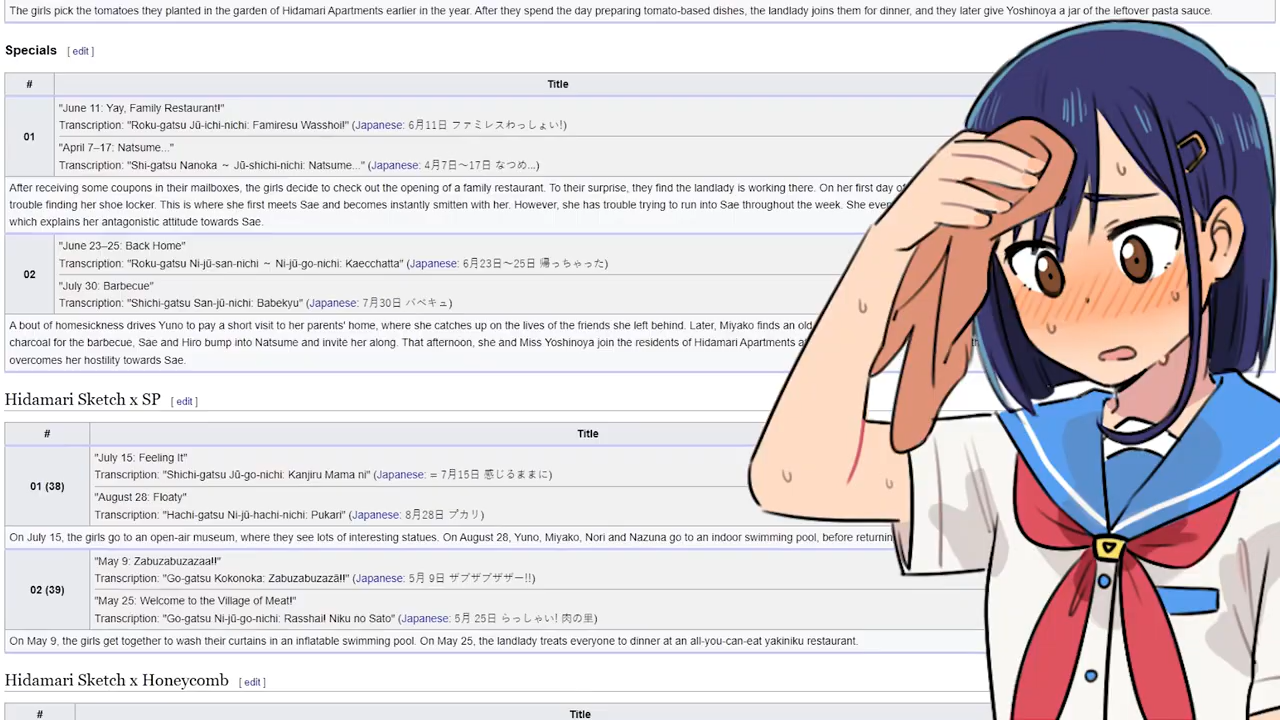 The girls pick the tomatoes they planted in the garden of Hidamari Apartments earlier in the year. After they spend the day preparing tomato-based dishes, the landlady joins them for dinner, and they later give Yoshinoya a jar of the leftover pasta sauce.
Specials [ edit ]
# Title
01
"June 11: Yay, Family Restaurant!"
Transcription: "Roku-gatsu Jū-ichi-nichi: Famiresu Wasshoi!" (Japanese: 6月11日 ファミレスわっしょい!)
"April 7–17: Natsume..."
Transcription: "Shi-gatsu Nanoka ~ Jū-shichi-nichi: Natsume..." (Japanese: 4月7日〜17日 なつめ...)
After receiving some coupons in their mailboxes, the girls decide to check out the opening of a family restaurant. To their surprise, they find the landlady is working there. On her first day of
trouble finding her shoe locker. This is where she first meets Sae and becomes instantly smitten with her. However, she has trouble trying to run into Sae throughout the week. She even
which explains her antagonistic attitude towards Sae.
02
"June 23–25: Back Home"
Transcription: "Roku-gatsu Ni-jū-san-nichi ~ Ni-jū-go-nichi: Kaecchatta" (Japanese: 6月23日〜25日 帰っちゃった)
"July 30: Barbecue"
Transcription: "Shichi-gatsu San-jū-nichi: Babekyu" (Japanese: 7月30日 バベキュ)
A bout of homesickness drives Yuno to pay a short visit to her parents' home, where she catches up on the lives of the friends she left behind. Later, Miyako finds an old
charcoal for the barbecue, Sae and Hiro bump into Natsume and invite her along. That afternoon, she and Miss Yoshinoya join the residents of Hidamari Apartments
overcomes her hostility towards Sae.
Hidamari Sketch x SP [ edit ]
# Title
01 (38)
"July 15: Feeling It"
Transcription: "Shichi-gatsu Jū-go-nichi: Kanjiru Mama ni" (Japanese: = 7月15日 感じるままに)
"August 28: Floaty"
Transcription: "Hachi-gatsu Ni-jū-hachi-nichi: Pukari" (Japanese: 8月28日 プカリ)
On July 15, the girls go to an open-air museum, where they see lots of interesting statues. On August 28, Yuno, Miyako, Nori and Nazuna go to an indoor swimming pool, before
02 (39)
"May 9: Zabuzabuzazaa!!"
Transcription: "Go-gatsu Kokonoka: Zabuzabuzazā!!" (Japanese: 5月 9日 ザブザブザザー!!)
"May 25: Welcome to the Village of Meat!"
Transcription: "Go-gatsu Ni-jū-go-nichi: Rasshai! Niku no Sato" (Japanese: 5月 25日 らっしゃい! 肉の里)
On May 9, the girls get together to wash their curtains in an inflatable swimming pool. On May 25, the landlady treats everyone to dinner at an all-you-can-eat yakiniku restaurant.
Hidamari Sketch x Honeycomb [ edit ]
# Title